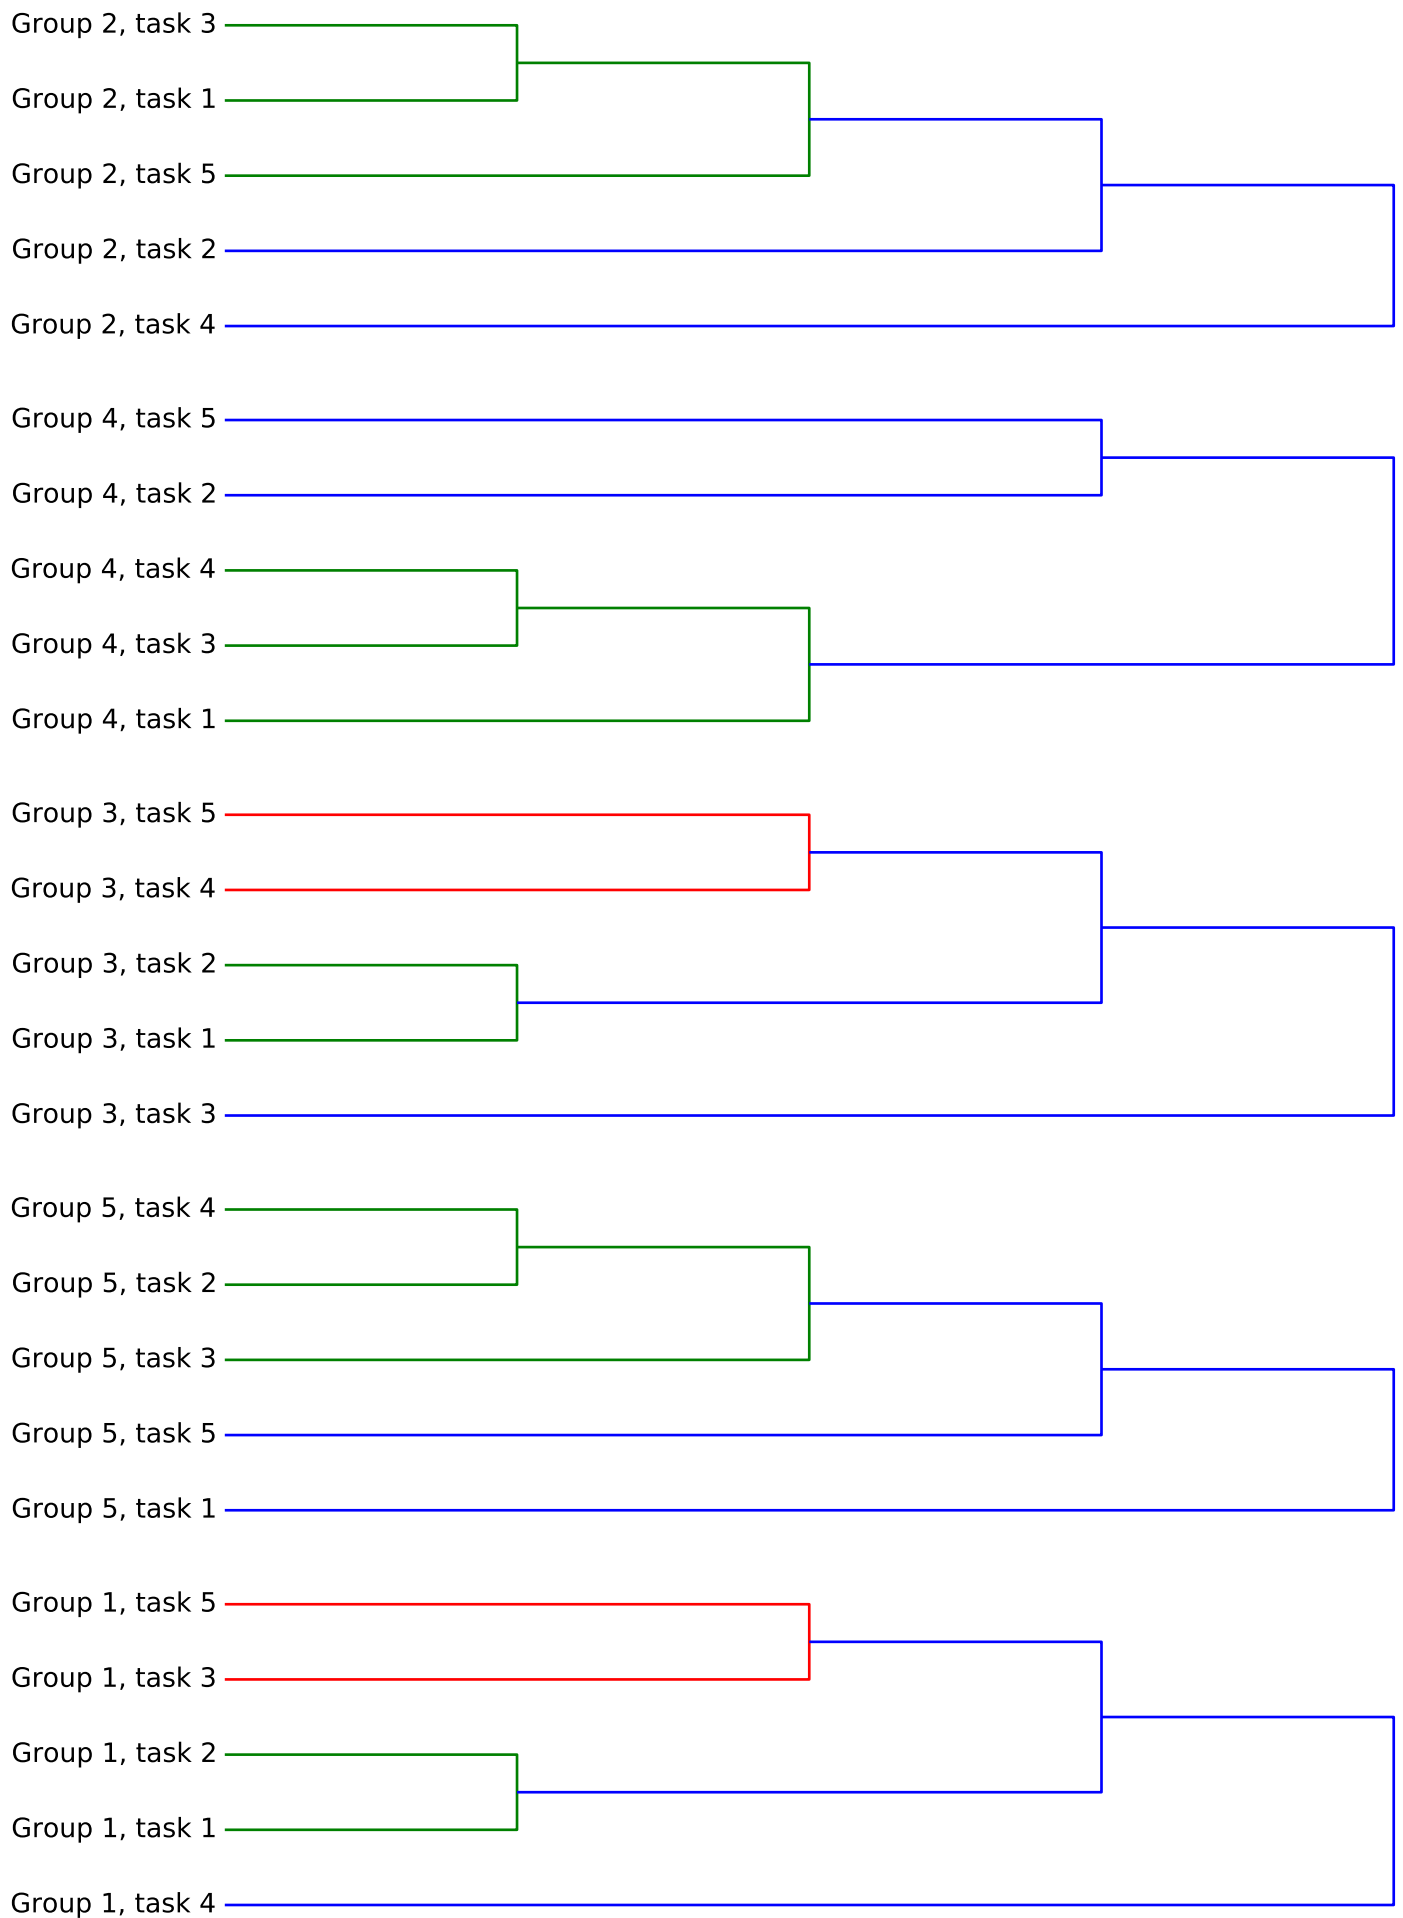 Group 2, task 3
Group 2, task 1
Group 2, task 5
Group 2, task 2
Group 2, task 4
Group 4, task 5
Group 4, task 2
Group 4, task 4
Group 4, task 3
Group 4, task 1
Group 3, task 5
Group 3, task 4
Group 3, task 2
Group 3, task 1
Group 3, task 3
Group 5, task 4
Group 5, task 2
Group 5, task 3
Group 5, task 5
Group 5, task 1
Group 1, task 5
Group 1, task 3
Group 1, task 2
Group 1, task 1
Group 1, task 4